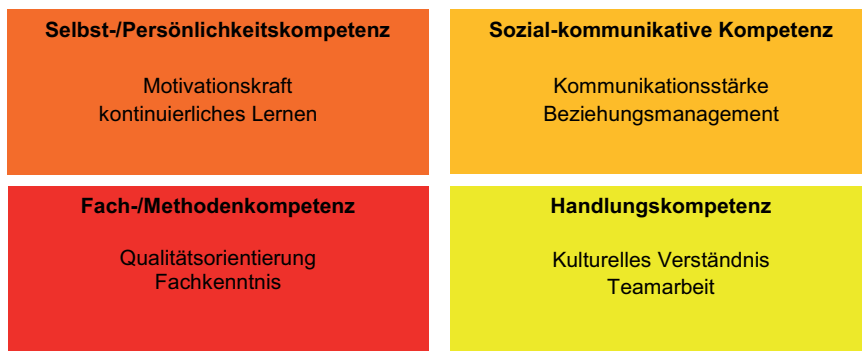 Selbst-/Persönlichkeitskompetenz
Motivationskraft
kontinuierliches Lernen
Sozial-kommunikative Kompetenz
Kommunikationsstärke
Beziehungsmanagement
Fach-/Methodenkompetenz
Qualitätsorientierung
Fachkenntnis
Handlungskompetenz
Kulturelles Verständnis
Teamarbeit